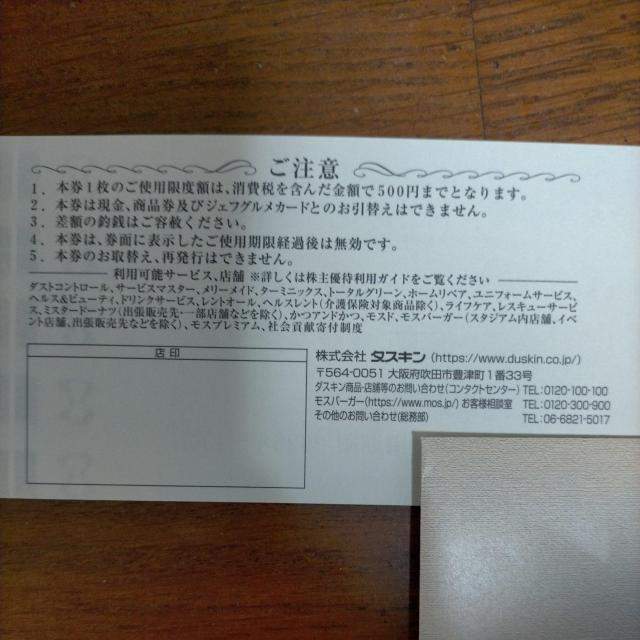 ご注意
1．本券1枚のご使用限度額は、消費税を含んだ金額で500円までとなります。
2．本券は現金、商品券及びジェフグルメカードとのお引替えはできません。
3．差額の釣銭はご容赦ください。
4．本券は、券面に表示したご使用期限経過後は無効です。
5．本券のお取替え、再発行はできません。
利用可能サービス、店舗 ※詳しくは株主優待利用ガイドをご覧ください
ダストコントロール、サービスマスター、メリーメイド、ターミニックス、トータルグリーン、ホームリペア、ユニフォームサービス、
ヘルス&ビューティ、ドリンクサービス、レントオール、ヘルスレント(介護保険対象商品除く)、ライフケア、レスキューサービ
ス、ミスタードーナツ(出張販売先・一部店舗などを除く)、かつアンドかつ、モスド、モスバーガー(スタジアム内店舗、イベ
ント店舗、出張販売先などを除く)、モスプレミアム、社会貢献寄付制度
店印
株式会社 ダスキン (https://www.duskin.co.jp/)
〒564-0051 大阪府吹田市豊津町1番33号
ダスキン商品・店舗等のお問い合わせ(コンタクトセンター) TEL:0120-100-100
モスバーガー(https://www.mos.jp/) お客様相談室 TEL:0120-300-900
その他のお問い合わせ(総務部) TEL:06-6821-5017